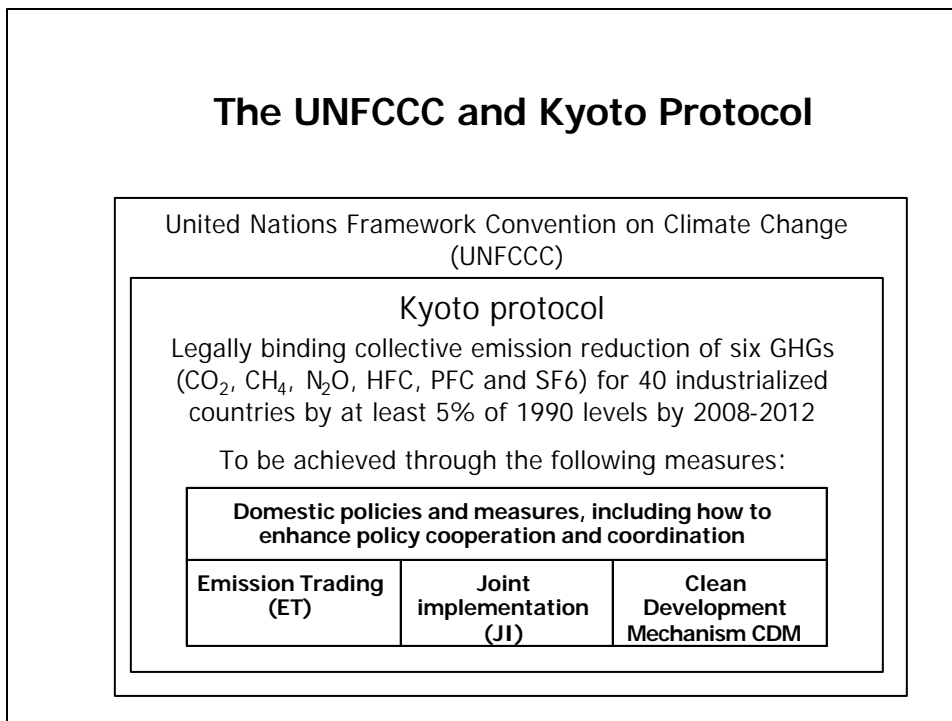 The UNFCCC and Kyoto Protocol
United Nations Framework Convention on Climate Change
(UNFCCC)
Kyoto protocol
Legally binding collective emission reduction of six GHGs
(CO₂, CH₄, N₂O, HFC, PFC and SF6) for 40 industrialized
countries by at least 5% of 1990 levels by 2008-2012
To be achieved through the following measures:
Domestic policies and measures, including how to
enhance policy cooperation and coordination
Emission Trading
(ET)
Joint
implementation
(JI)
Clean
Development
Mechanism CDM